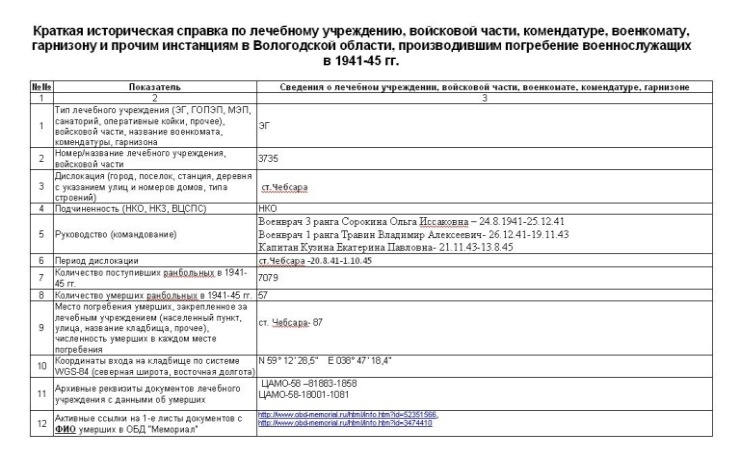 Краткая историческая справка по лечебному учреждению, войсковой части, комендатуре, военкомату,
гарнизону и прочим инстанциям в Вологодской области, производившим погребение военнослужащих
в 1941-45 гг.
№№ Показатель Сведения о лечебном учреждении, войсковой части, военкомате, комендатуре, гарнизоне
1 2 3
1 Тип лечебного учреждения (ЭГ, ГОПЭП, МЭП,
санаторий, оперативные койки, прочее),
войсковой части, название военкомата,
комендатуры, гарнизона
ЭГ
2 Номер/название лечебного учреждения,
войсковой части
3735
3 Дислокация (город, поселок, станция, деревня
с указанием улиц и номеров домов, типа
строений)
ст.Чебсара
4 Подчиненность (НКО, НКЗ, ВЦСПС) НКО
5 Руководство (командование)
Военврач 3 ранга Сорокина Ольга Иссаковна – 24.8.1941-25.12.41
Военврач 1 ранга Травин Владимир Алексеевич- 26.12.41-19.11.43
Капитан Кузина Екатерина Павловна- 21.11.43-13.8.45
6 Период дислокации ст.Чебсара -20.8.41-1.10.45
7 Количество поступивших ранбольных в 1941-
45 гг.
7079
8 Количество умерших ранбольных в 1941-45 гг. 57
9 Место погребения умерших, закрепленное за
лечебным учреждением (населенный пункт,
улица, название кладбища, прочее),
численность умерших в каждом месте
погребения
ст. Чебсара- 87
10 Координаты входа на кладбище по системе
WGS-84 (северная широта, восточная долгота)
N 59° 12' 28,5" E 038° 47' 18,4"
11 Архивные реквизиты документов лечебного
учреждения с данными об умерших
ЦАМО-58 –81883-1858
ЦАМО-58-18001-1081
12 Активные ссылки на 1-е листы документов с
ФИО умерших в ОБД "Мемориал"
http://www.obd-memorial.ru/html/info.htm?id=52351566,
http://www.obd-memorial.ru/html/info.htm?id=3474410